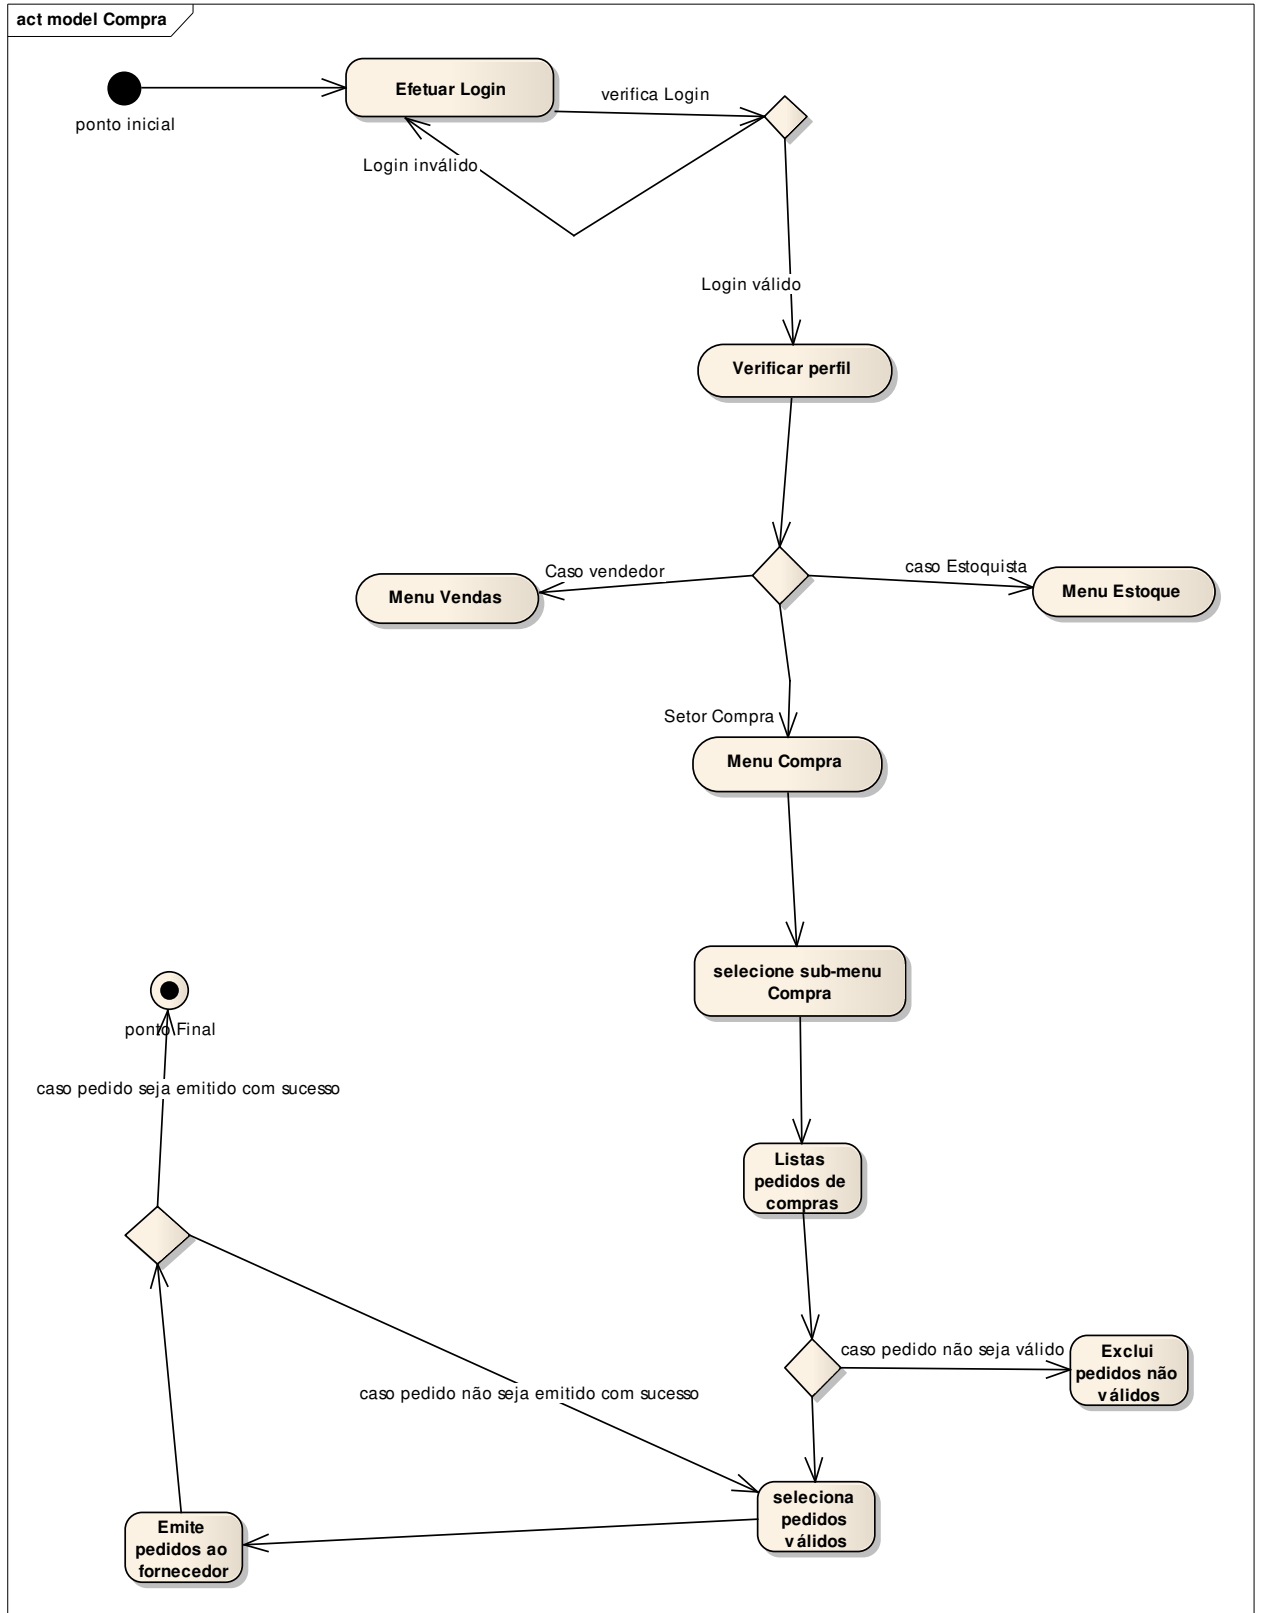 act model Compra
Efetuar Login
verifica Login
ponto inicial
Login inválido
Login válido
Verificar perfil
Caso vendedor
caso Estoquista
Menu Vendas
Menu Estoque
Setor Compra
Menu Compra
selecione sub-menu
Compra
ponto Final
caso pedido seja emitido com sucesso
Listas
pedidos de
compras
caso pedido não seja válido
Exclui
pedidos não
válidos
caso pedido não seja emitido com sucesso
seleciona
pedidos
válidos
Emite
pedidos ao
fornecedor